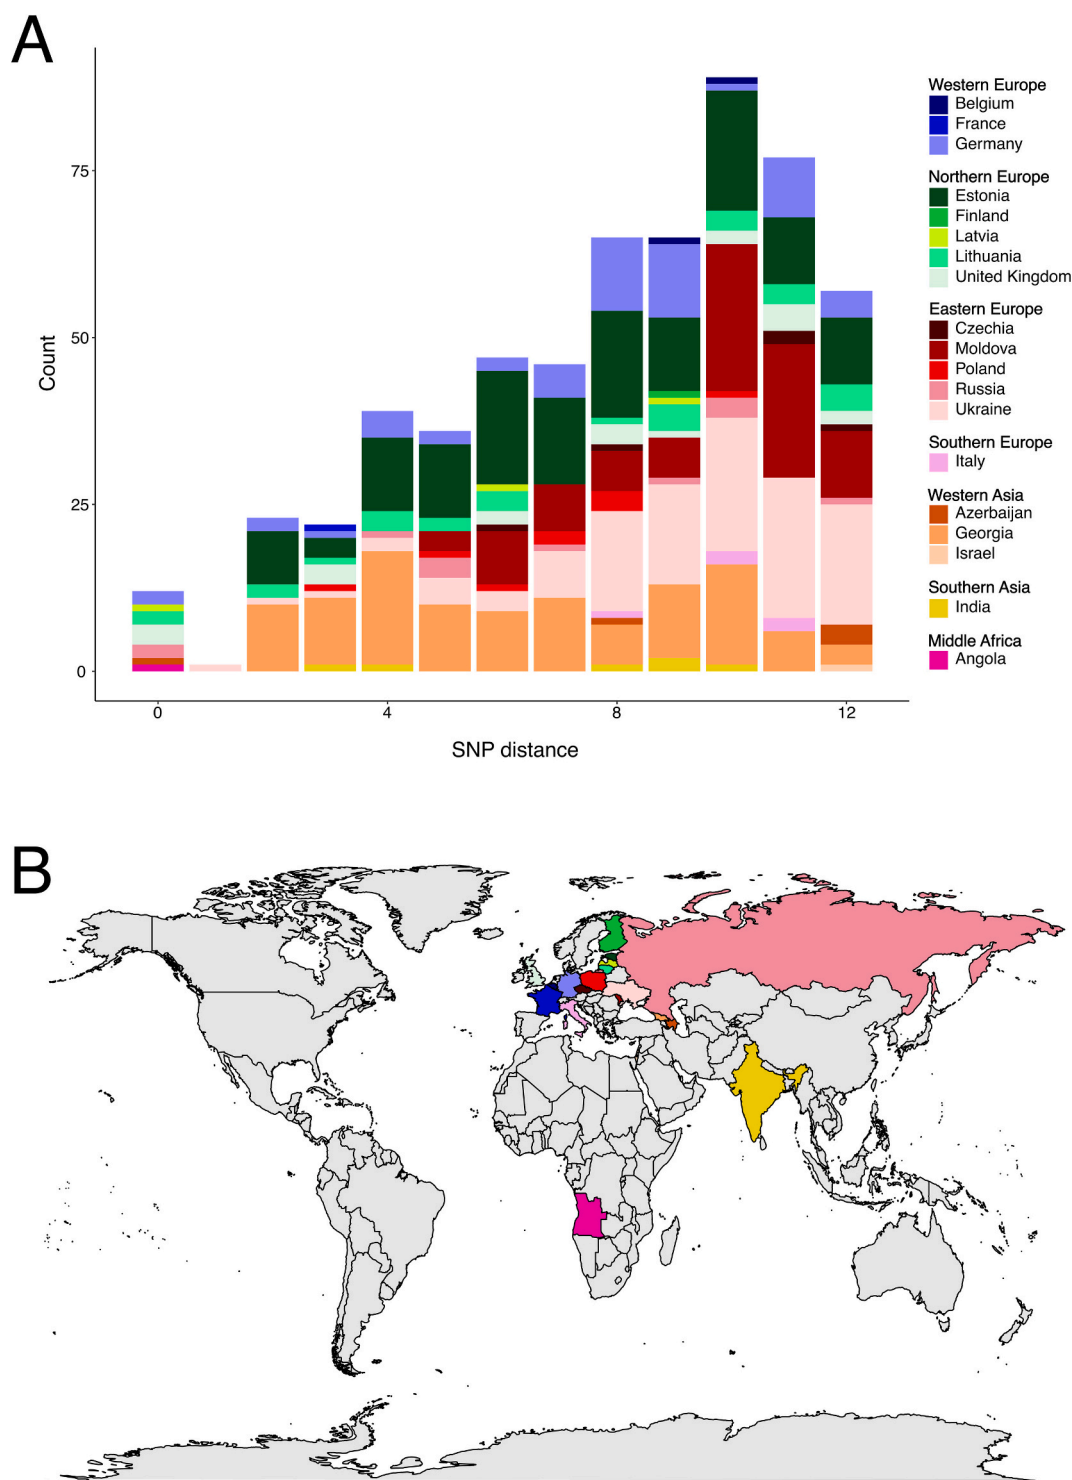 A
Count
75
50
25
0
0
4
8
12
SNP distance
Western Europe
Belgium
France
Germany
Northern Europe
Estonia
Finland
Latvia
Lithuania
United Kingdom
Eastern Europe
Czechia
Moldova
Poland
Russia
Ukraine
Southern Europe
Italy
Western Asia
Azerbaijan
Georgia
Israel
Southern Asia
India
Middle Africa
Angola
B